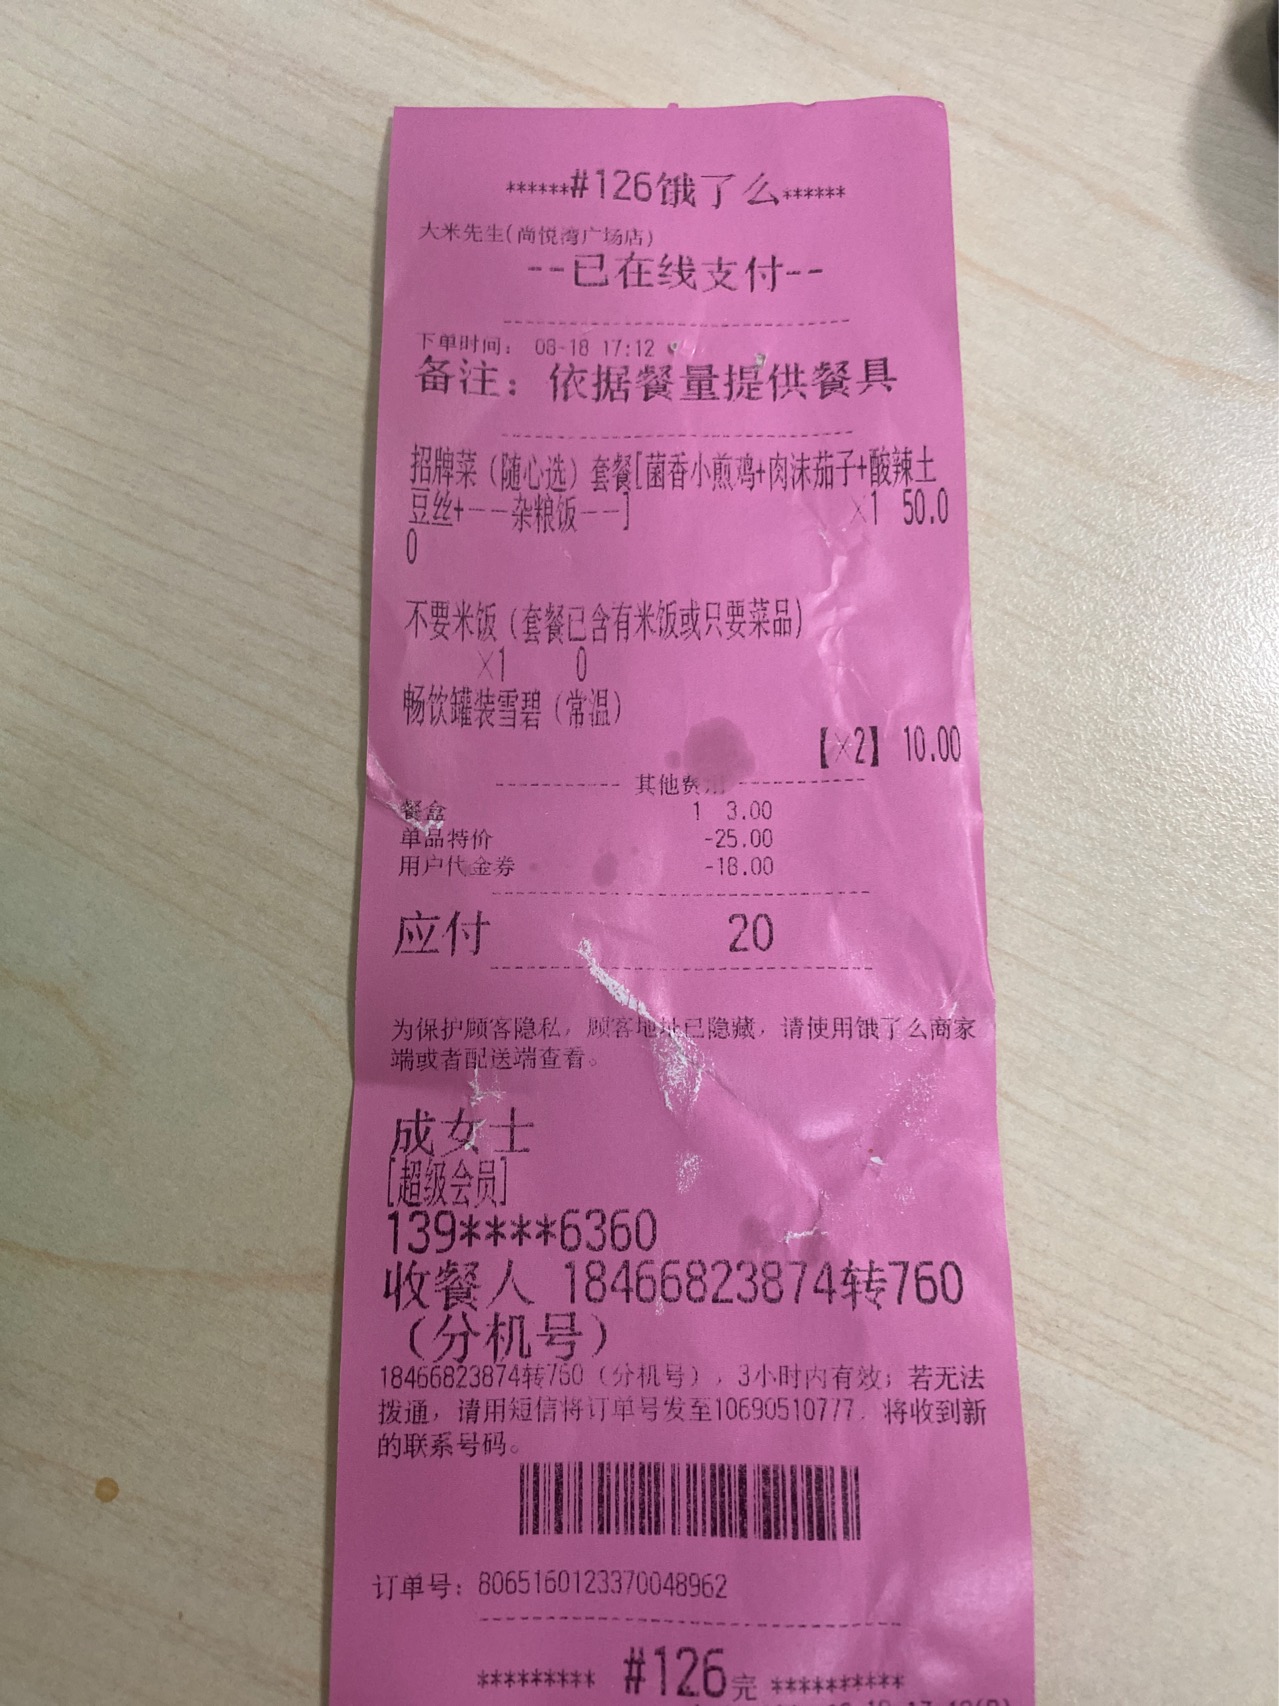 ******#126饿了么******
大米先生(尚悦湾广场店)
--已在线支付--
下单时间: 08-18 17:12
备注: 依据餐量提供餐具
招牌菜(随心选)套餐[菌香小煎鸡+肉沫茄子+酸辣土
豆丝+——杂粮饭——] ×1 50.0
0
不要米饭(套餐已含有米饭或只要菜品)
×1 0
畅饮罐装雪碧(常温)
【×2】 10.00
其他费用
餐盒 1 3.00
单品特价 -25.00
用户代金券 -18.00
应付 20
为保护顾客隐私，顾客地址已隐藏，请使用饿了么商家
端或者配送端查看。
成女士
[超级会员]
139****6360
收餐人 18466823874转760
(分机号)
18466823874转760(分机号)，3小时内有效；若无法
拨通，请用短信将订单号发至10690510777，将收到新
的联系号码。
订单号: 8065160123370048962
********* #126完 **********